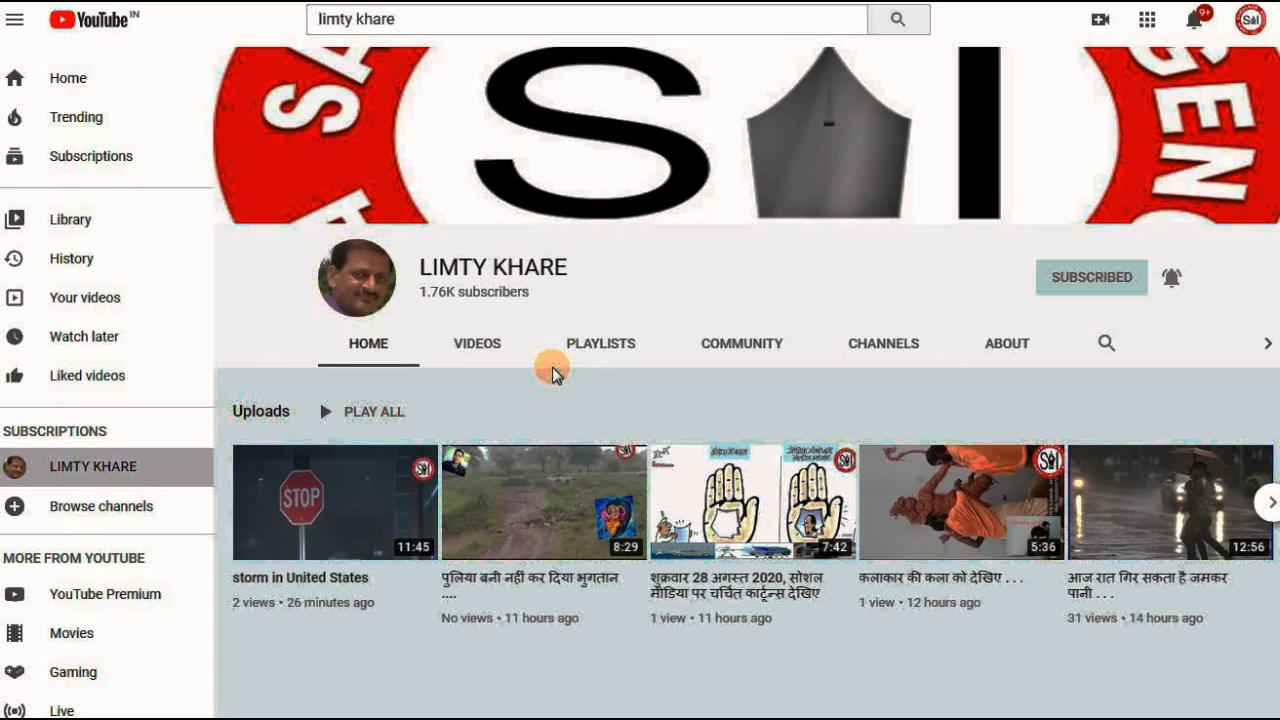 YouTube IN
limty khare
9+
Sil
Home
Trending
Subscriptions
Library
History
Your videos
Watch later
Liked videos
SUBSCRIPTIONS
LIMTY KHARE
Browse channels
MORE FROM YOUTUBE
YouTube Premium
Movies
Gaming
Live
SA
S I
GENC
LIMTY KHARE
1.76K subscribers
SUBSCRIBED
HOME VIDEOS PLAYLISTS COMMUNITY CHANNELS ABOUT
Uploads PLAY ALL
STOP
11:45
8:29
7:42
5:36
12:56
storm in United States
2 views • 26 minutes ago
पुलिया बनी नहीं कर दिया भुगतान
....
No views • 11 hours ago
शुक्रवार 28 अगस्त 2020, सोशल
मीडिया पर चर्चित कार्टून्स देखिए
1 view • 11 hours ago
कलाकार की कला को देखिए . . .
1 view • 12 hours ago
आज रात गिर सकता है जमकर
पानी . . .
31 views • 14 hours ago